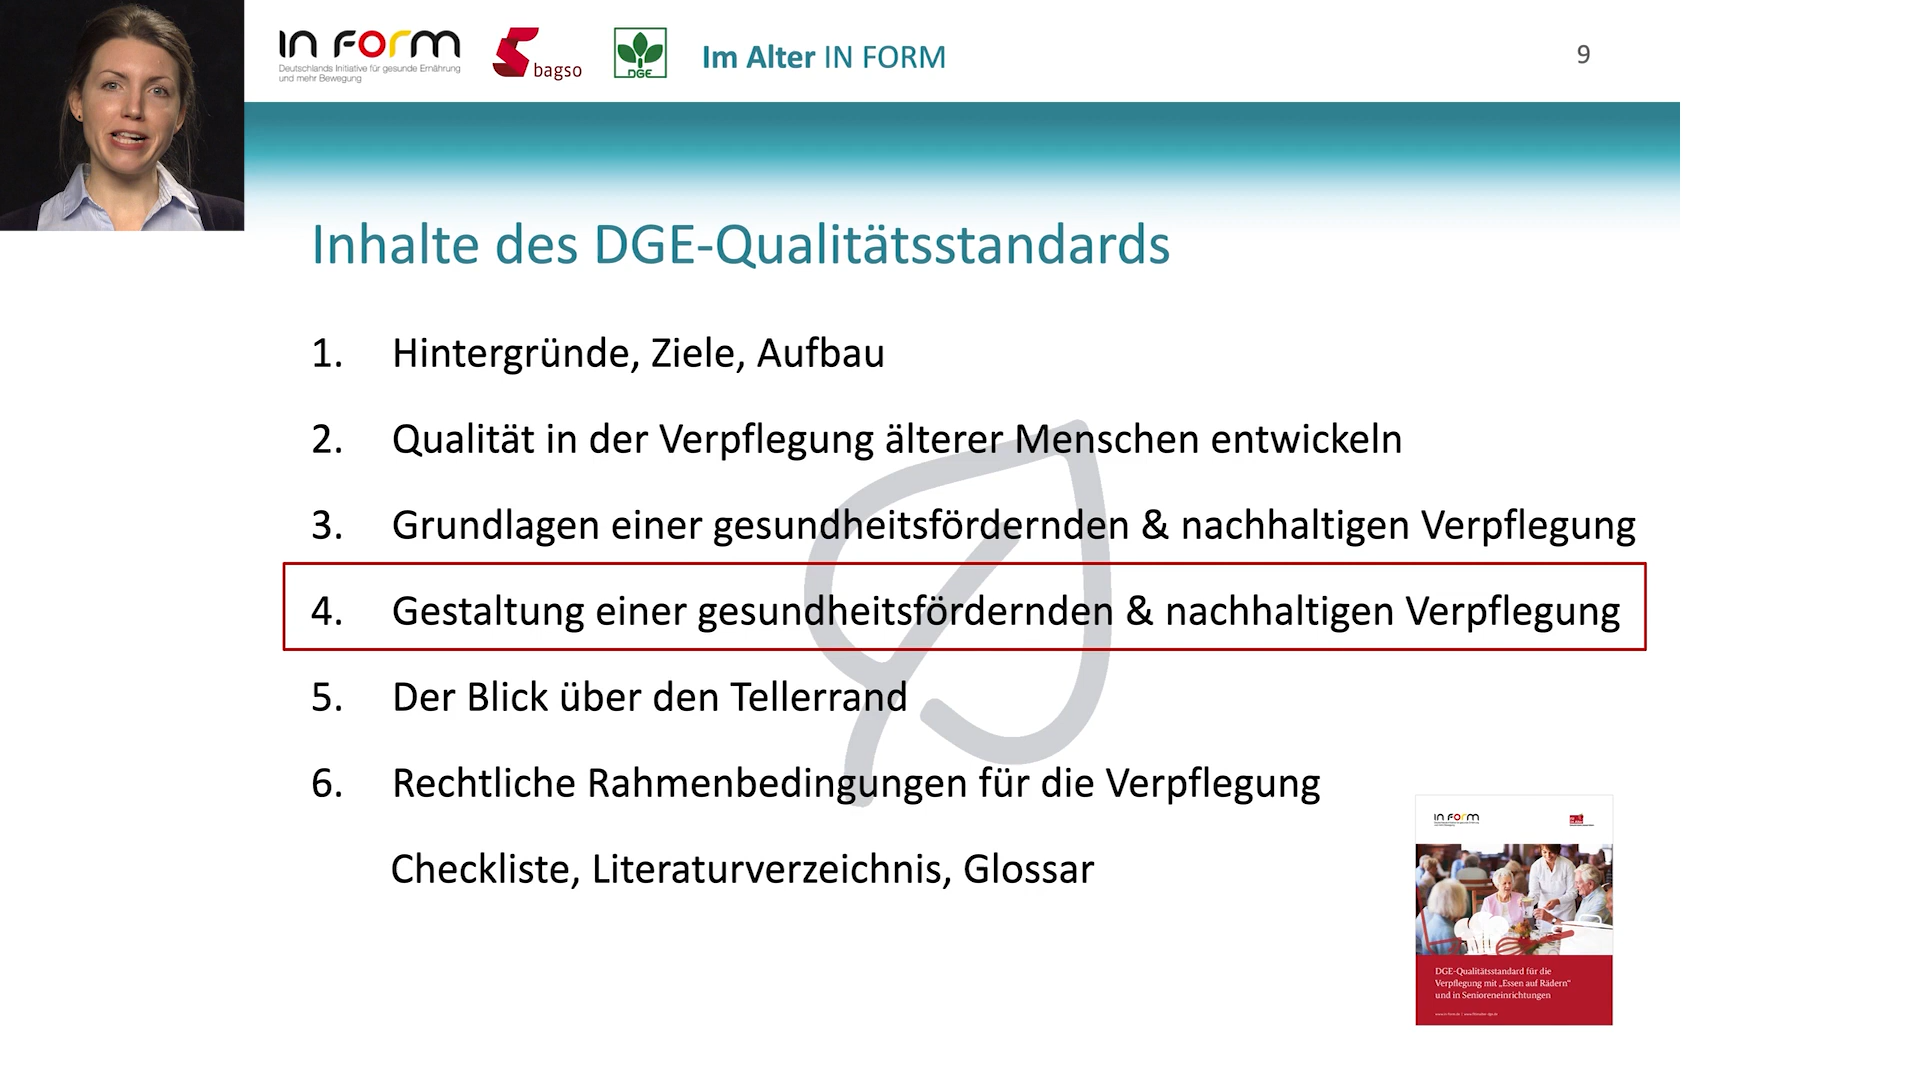 IN FORM
Deutschlands Initiative für gesunde Ernährung
und mehr Bewegung
bagso
DGE
Im Alter IN FORM
9
Inhalte des DGE-Qualitätsstandards
1. Hintergründe, Ziele, Aufbau
2. Qualität in der Verpflegung älterer Menschen entwickeln
3. Grundlagen einer gesundheitsfördernden & nachhaltigen Verpflegung
4. Gestaltung einer gesundheitsfördernden & nachhaltigen Verpflegung
5. Der Blick über den Tellerrand
6. Rechtliche Rahmenbedingungen für die Verpflegung
Checkliste, Literaturverzeichnis, Glossar
IN FORM
DGE-Qualitätsstandard für die
Verpflegung mit „Essen auf Rädern“
und in Senioreneinrichtungen